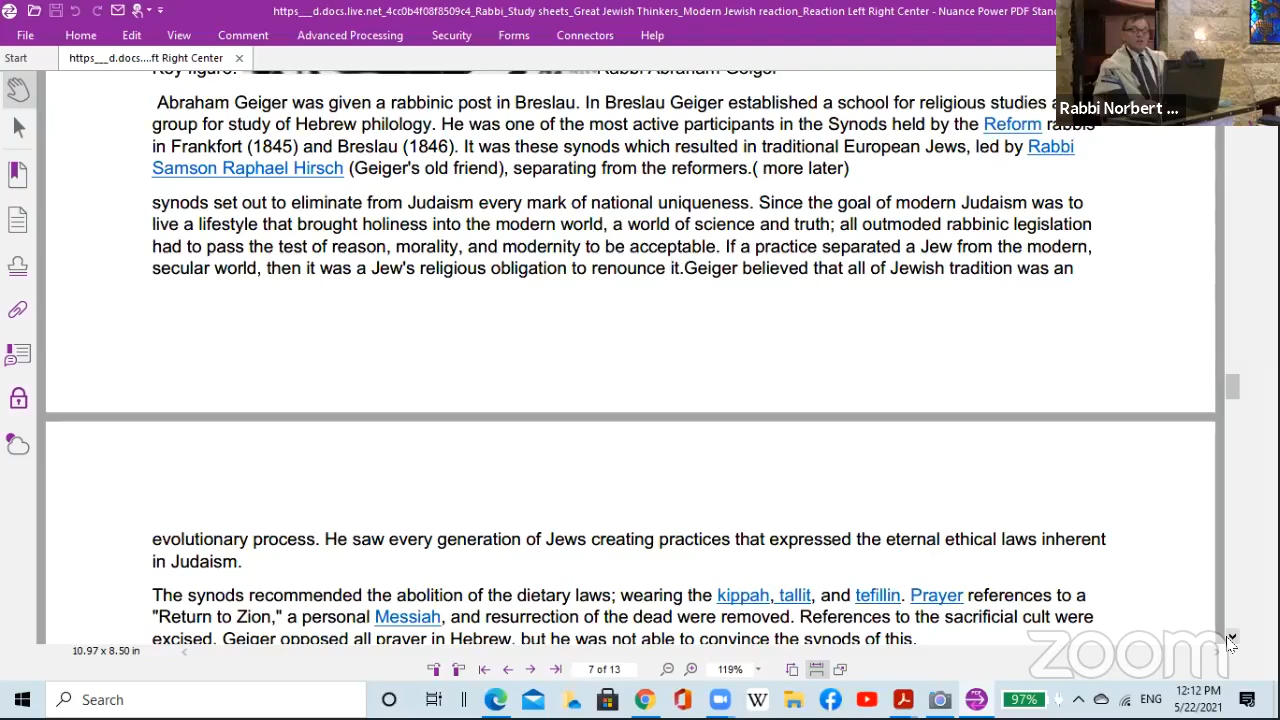 https___d.docs.live.net_4cc0b4f08f8509c4_Rabbi_Study sheets_Great Jewish Thinkers_Modern Jewish reaction_Reaction Left Right Center - Nuance Power PDF Stan
File Home Edit View Comment Advanced Processing Security Forms Connectors Help
Start https___d.docs....ft Right Center
Rabbi Norbert ...
Key figure: Rabbi Abraham Geiger
Abraham Geiger was given a rabbinic post in Breslau. In Breslau Geiger established a school for religious studies
group for study of Hebrew philology. He was one of the most active participants in the Synods held by the Reform rabbis
in Frankfort (1845) and Breslau (1846). It was these synods which resulted in traditional European Jews, led by Rabbi
Samson Raphael Hirsch (Geiger's old friend), separating from the reformers.( more later)
synods set out to eliminate from Judaism every mark of national uniqueness. Since the goal of modern Judaism was to
live a lifestyle that brought holiness into the modern world, a world of science and truth; all outmoded rabbinic legislation
had to pass the test of reason, morality, and modernity to be acceptable. If a practice separated a Jew from the modern,
secular world, then it was a Jew's religious obligation to renounce it.Geiger believed that all of Jewish tradition was an
evolutionary process. He saw every generation of Jews creating practices that expressed the eternal ethical laws inherent
in Judaism.
The synods recommended the abolition of the dietary laws; wearing the kippah, tallit, and tefillin. Prayer references to a
"Return to Zion," a personal Messiah, and resurrection of the dead were removed. References to the sacrificial cult were
excised. Geiger opposed all prayer in Hebrew, but he was not able to convince the synods of this.
zoom
10.97 x 8.50 in
7 of 13 119%
Search 97% ENG 12:12 PM
5/22/2021